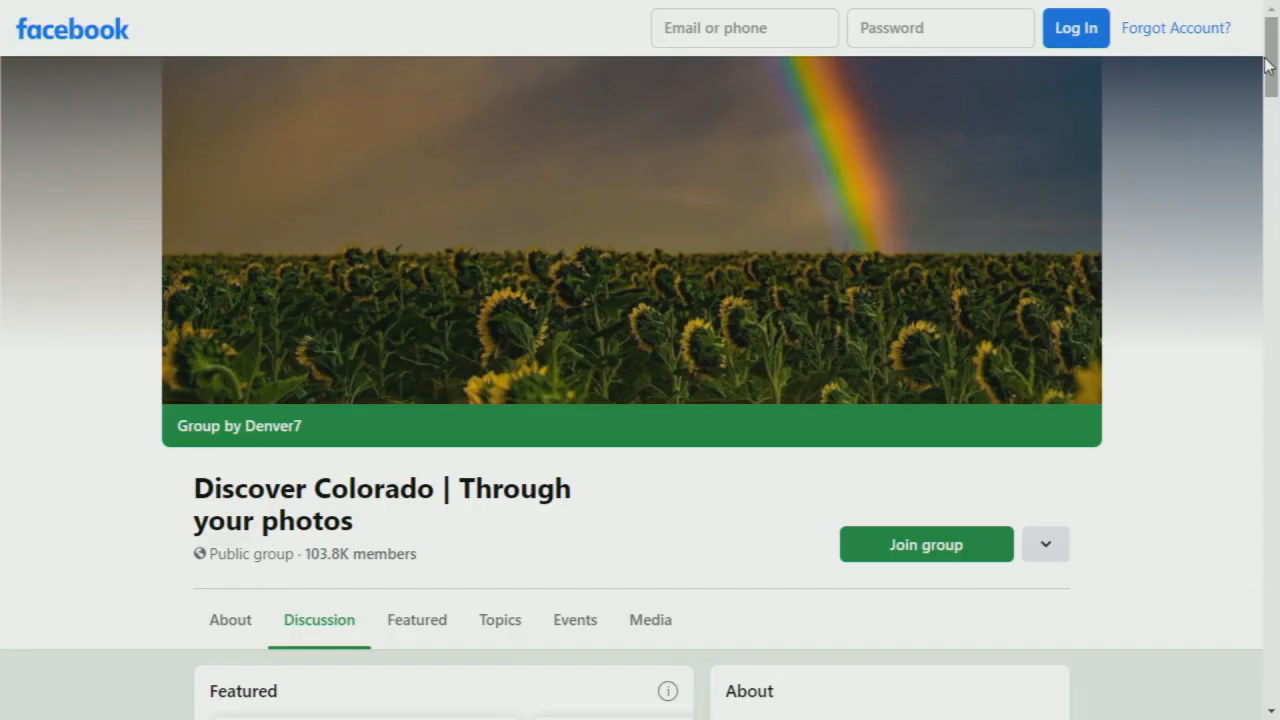 facebook
Email or phone
Password
Log In
Forgot Account?
Group by Denver7
Discover Colorado | Through
your photos
Public group · 103.8K members
Join group
About
Discussion
Featured
Topics
Events
Media
Featured
About